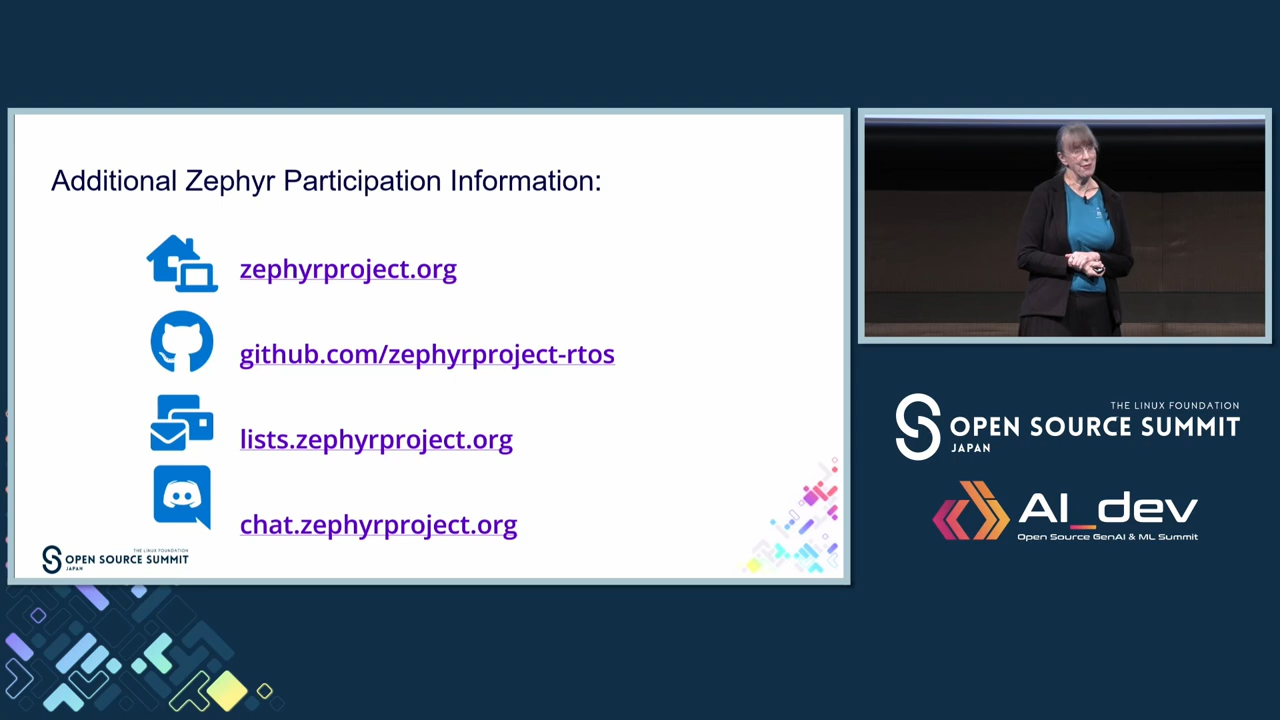 Additional Zephyr Participation Information:
zephyrproject.org
github.com/zephyrproject-rtos
lists.zephyrproject.org
chat.zephyrproject.org
THE LINUX FOUNDATION
OPEN SOURCE SUMMIT
JAPAN
THE LINUX FOUNDATION
OPEN SOURCE SUMMIT
JAPAN
AI_dev
Open Source GenAI & ML Summit